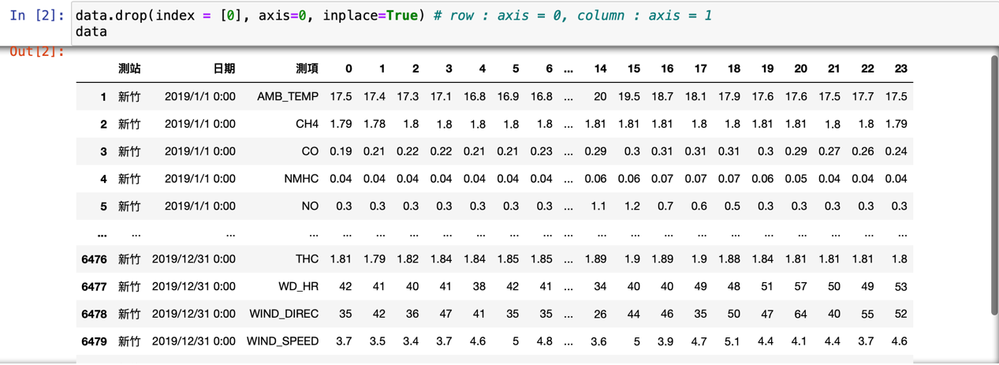 In [2]: data.drop(index = [0], axis=0, inplace=True) # row : axis = 0, column : axis = 1
data
Out[2]:
測站 日期 測項 0 1 2 3 4 5 6 ... 14 15 16 17 18 19 20 21 22 23
1 新竹 2019/1/1 0:00 AMB_TEMP 17.5 17.4 17.3 17.1 16.8 16.9 16.8 ... 20 19.5 18.7 18.1 17.9 17.6 17.6 17.5 17.7 17.5
2 新竹 2019/1/1 0:00 CH4 1.79 1.78 1.8 1.8 1.8 1.8 1.8 ... 1.81 1.81 1.81 1.8 1.8 1.81 1.81 1.8 1.8 1.79
3 新竹 2019/1/1 0:00 CO 0.19 0.21 0.22 0.22 0.21 0.21 0.23 ... 0.29 0.3 0.31 0.31 0.31 0.3 0.29 0.27 0.26 0.24
4 新竹 2019/1/1 0:00 NMHC 0.04 0.04 0.04 0.04 0.04 0.04 0.04 ... 0.06 0.06 0.07 0.07 0.07 0.06 0.05 0.04 0.04 0.04
5 新竹 2019/1/1 0:00 NO 0.3 0.3 0.3 0.3 0.3 0.3 0.3 ... 1.1 1.2 0.7 0.6 0.5 0.3 0.3 0.3 0.3 0.3
... ... ... ... ... ... ... ... ... ... ... ... ... ... ... ... ... ... ... ... ... ... ...
6476 新竹 2019/12/31 0:00 THC 1.81 1.79 1.82 1.84 1.84 1.85 1.85 ... 1.89 1.9 1.89 1.9 1.88 1.84 1.81 1.81 1.81 1.8
6477 新竹 2019/12/31 0:00 WD_HR 42 41 40 41 38 42 41 ... 34 40 40 49 48 51 57 50 49 53
6478 新竹 2019/12/31 0:00 WIND_DIREC 35 42 36 47 41 35 35 ... 26 44 46 35 50 47 64 40 55 52
6479 新竹 2019/12/31 0:00 WIND_SPEED 3.7 3.5 3.4 3.7 4.6 5 4.8 ... 3.6 5 3.9 4.7 5.1 4.4 4.1 4.4 3.7 4.6